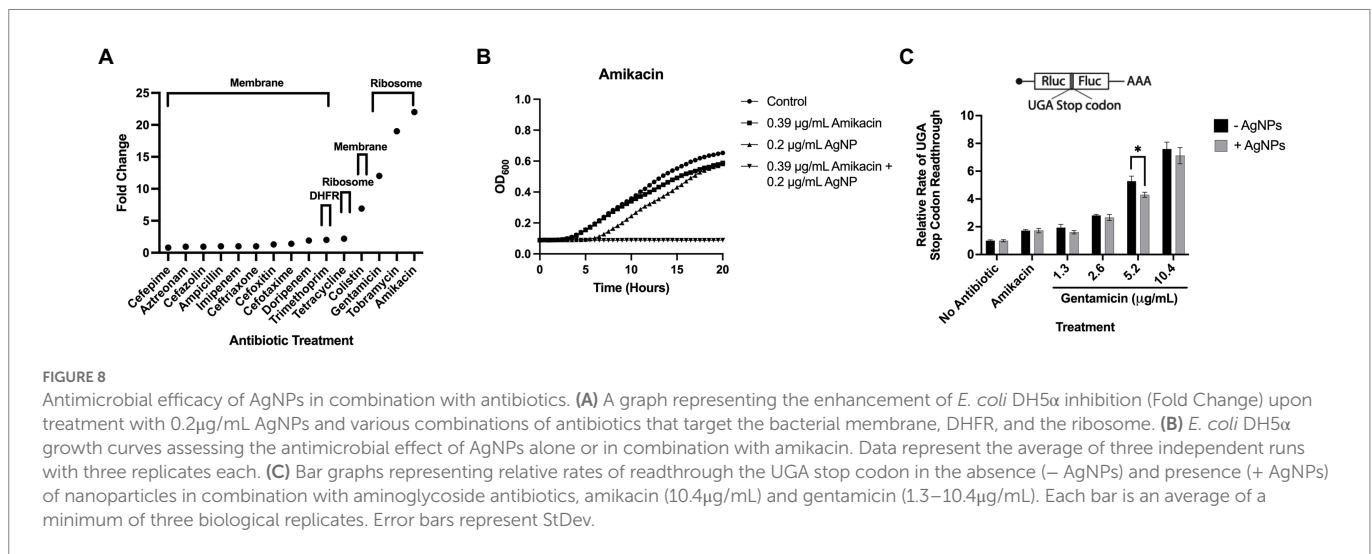 A
Membrane
Ribosome
Membrane
Ribosome
DHFR
Fold Change
25
20
15
10
5
0
Cefepime
Aztreonam
Cefazolin
Ampicillin
Imipenem
Ceftriaxone
Cefoxitin
Cefotaxime
Doripenem
Trimethoprim
Tetracycline
Colistin
Gentamicin
Tobramycin
Amikacin
Antibiotic Treatment
B
Amikacin
OD600
1.0
0.8
0.6
0.4
0.2
0.0
0
5
10
15
20
Time (Hours)
Control
0.39 µg/mL Amikacin
0.2 µg/mL AgNP
0.39 µg/mL Amikacin +
0.2 µg/mL AgNP
C
Rluc
Fluc
AAA
UGA Stop codon
Relative Rate of UGA
Stop Codon Readthrough
10
8
6
4
2
0
*
- AgNPs
+ AgNPs
No Antibiotic
Amikacin
1.3
2.6
5.2
10.4
Gentamicin (µg/mL)
Treatment
FIGURE 8
Antimicrobial efficacy of AgNPs in combination with antibiotics. (A) A graph representing the enhancement of E. coli DH5α inhibition (Fold Change) upon
treatment with 0.2µg/mL AgNPs and various combinations of antibiotics that target the bacterial membrane, DHFR, and the ribosome. (B) E. coli DH5α
growth curves assessing the antimicrobial effect of AgNPs alone or in combination with amikacin. Data represent the average of three independent runs
with three replicates each. (C) Bar graphs representing relative rates of readthrough the UGA stop codon in the absence (− AgNPs) and presence (+ AgNPs)
of nanoparticles in combination with aminoglycoside antibiotics, amikacin (10.4µg/mL) and gentamicin (1.3–10.4µg/mL). Each bar is an average of a
minimum of three biological replicates. Error bars represent StDev.